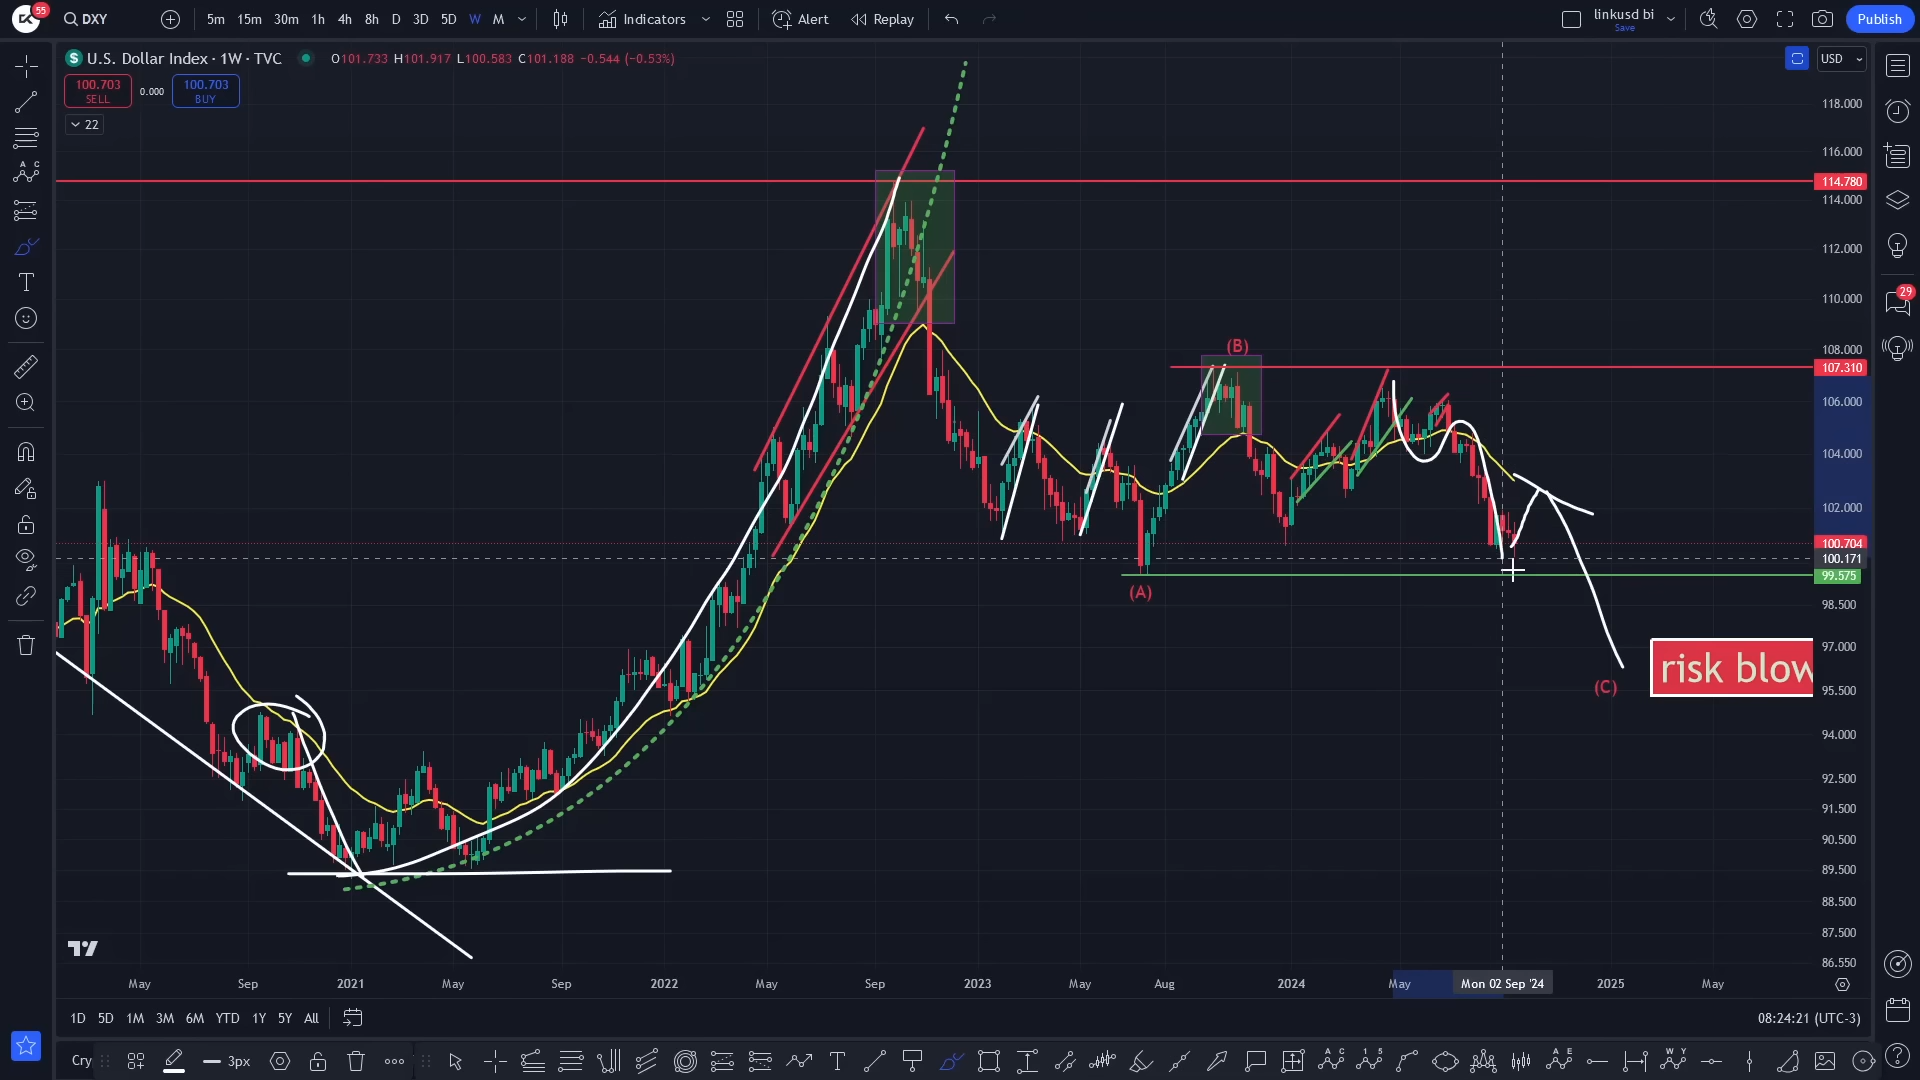 55
DXY
5m 15m 30m 1h 4h 8h D 3D 5D W M
Indicators
Alert
Replay
linkusd bi
Save
Publish
U.S. Dollar Index · 1W · TVC
O101.733 H101.917 L100.583 C101.188 −0.544 (−0.53%)
USD
100.703
SELL
0.000
100.703
BUY
22
118.000
116.000
114.780
114.000
112.000
110.000
108.000
(B)
107.310
106.000
104.000
102.000
100.704
100.171
99.575
(A)
98.500
97.000
risk blow
(C)
95.500
94.000
92.500
91.500
90.500
89.500
88.500
87.500
86.550
May Sep 2021 May Sep 2022 May Sep 2023 May Aug 2024 May Mon 02 Sep '24 2025 May
1D 5D 1M 3M 6M YTD 1Y 5Y All
08:24:21 (UTC-3)
Cry
3px
29